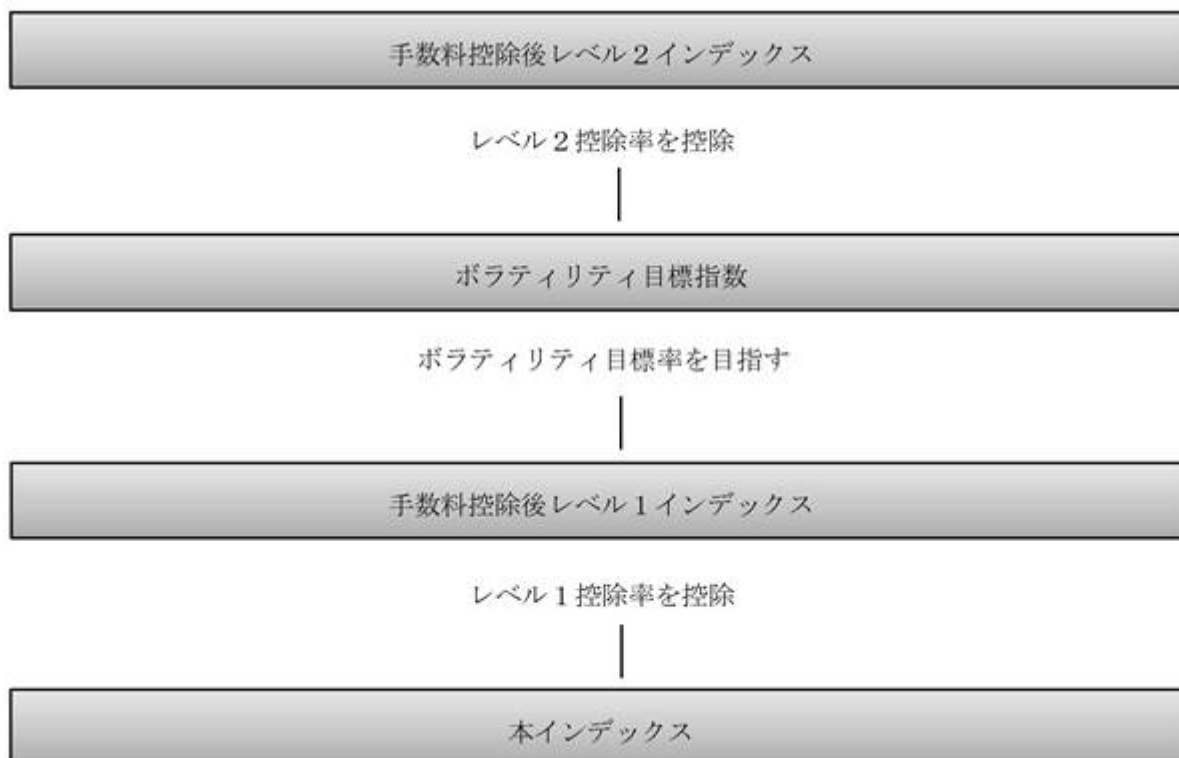 手数料控除後レベル２インデックス
レベル２控除率を控除
ボラティリティ目標指数
ボラティリティ目標率を目指す
手数料控除後レベル１インデックス
レベル１控除率を控除
本インデックス